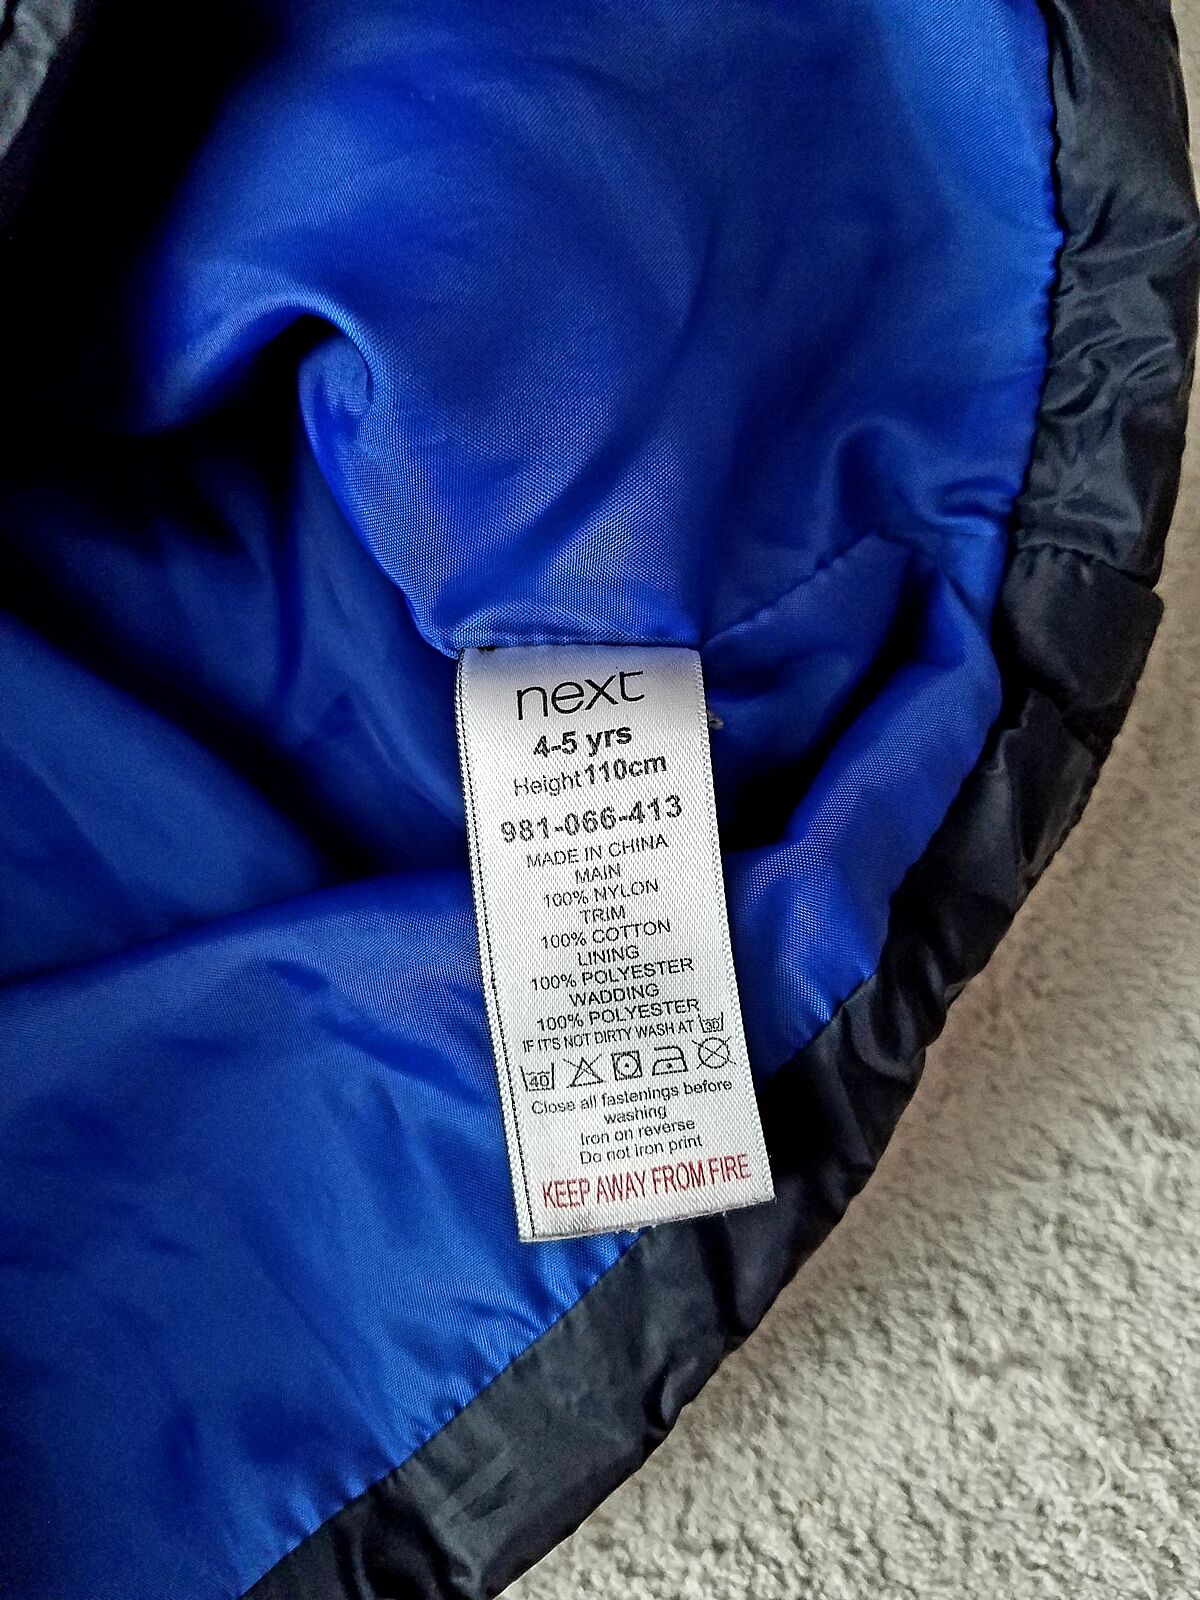 next
4-5 yrs
Height 110cm
981-066-413
MADE IN CHINA
MAIN
100% NYLON
TRIM
100% COTTON
LINING
100% POLYESTER
WADDING
100% POLYESTER
IF IT'S NOT DIRTY WASH AT 30
40
Close all fastenings before
washing
Iron on reverse
Do not iron print
KEEP AWAY FROM FIRE